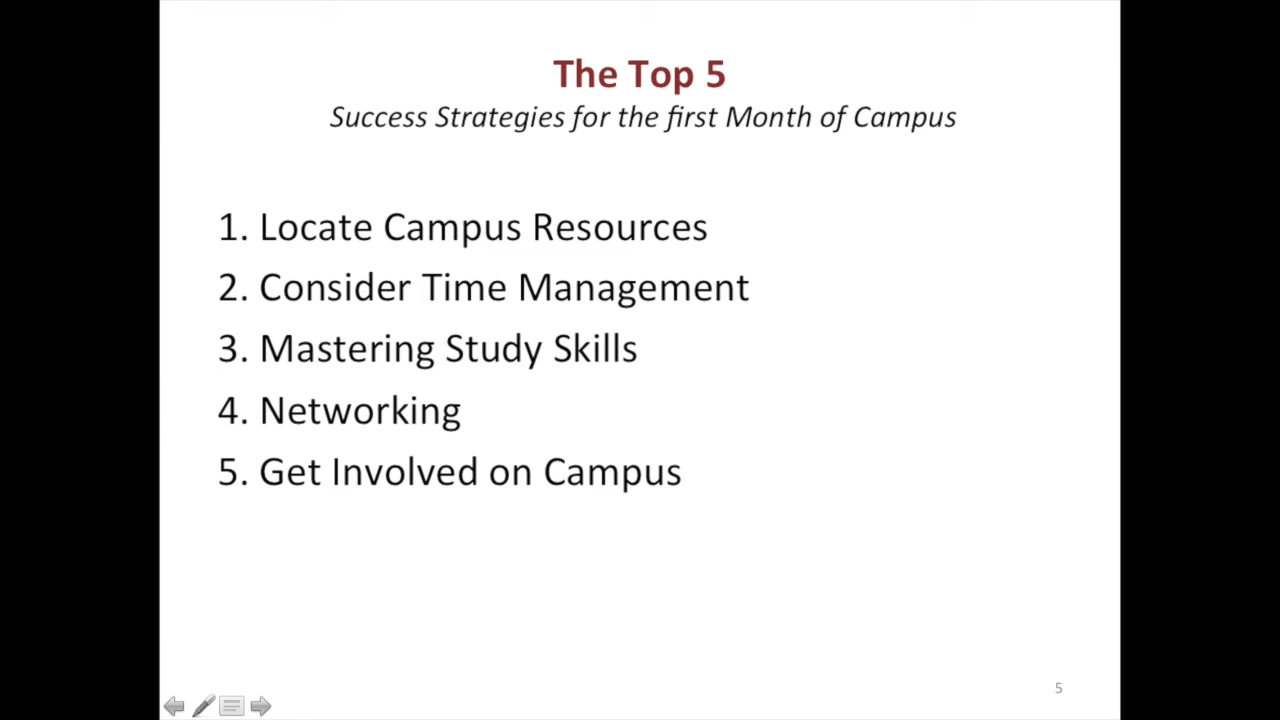 The Top 5
Success Strategies for the first Month of Campus
1. Locate Campus Resources
2. Consider Time Management
3. Mastering Study Skills
4. Networking
5. Get Involved on Campus
5